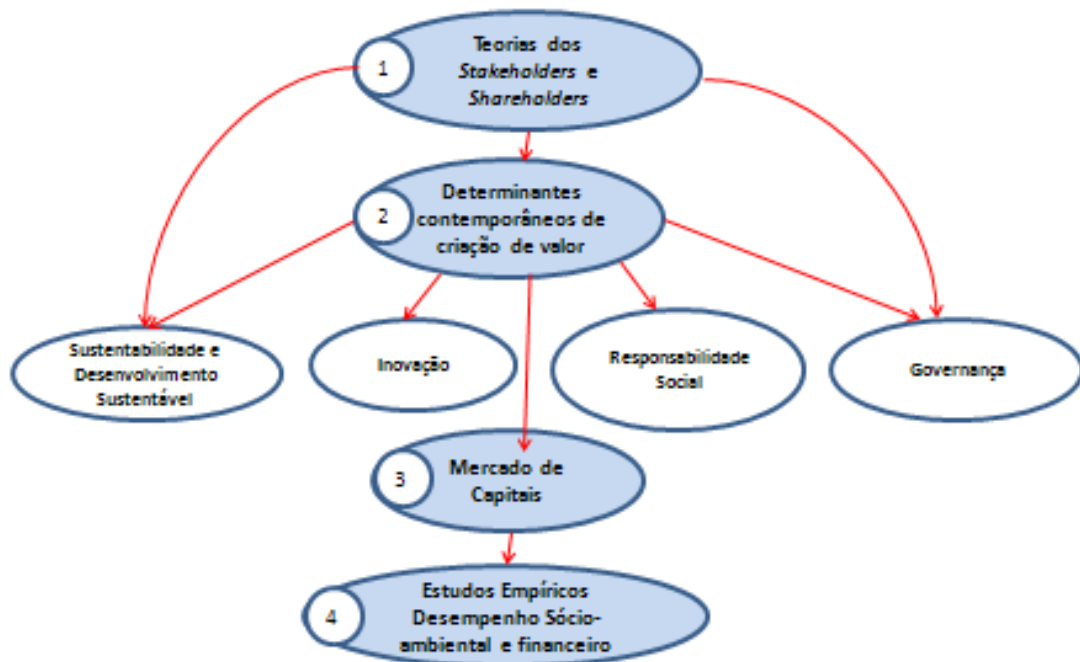 1
Teorias dos
Stakeholders e
Shareholders
2
Determinantes
contemporâneos de
criação de valor
Sustentabilidade e
Desenvolvimento
Sustentável
Inovação
Responsabilidade
Social
Governança
3
Mercado de
Capitais
4
Estudos Empíricos
Desempenho Sócio-
ambiental e financeiro